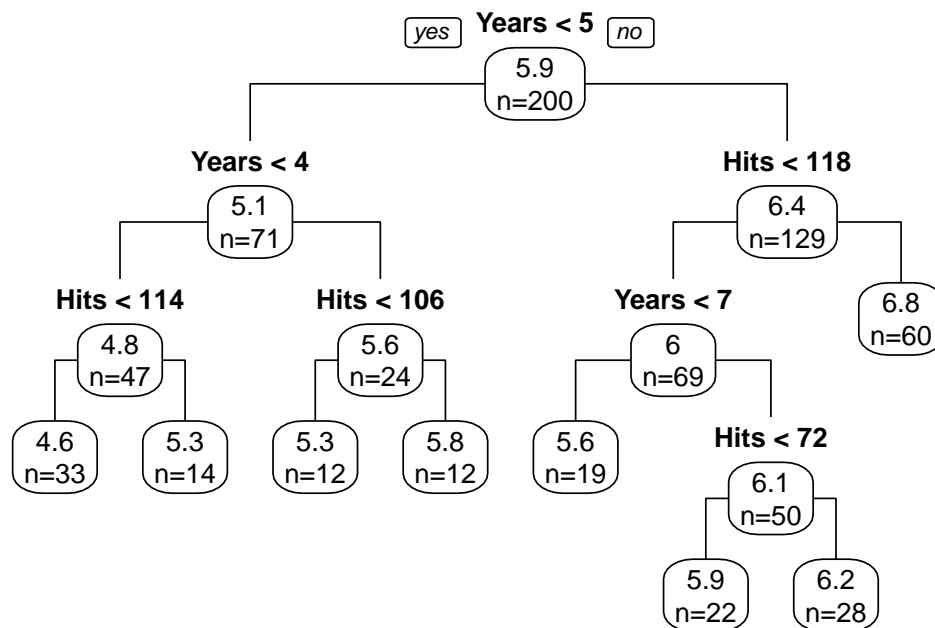 yes Years < 5 no
5.9
n=200
Years < 4
Hits < 118
5.1
n=71
6.4
n=129
Hits < 114
Hits < 106
Years < 7
6.8
n=60
4.8
n=47
5.6
n=24
6
n=69
4.6
n=33
5.3
n=14
5.3
n=12
5.8
n=12
5.6
n=19
Hits < 72
6.1
n=50
5.9
n=22
6.2
n=28